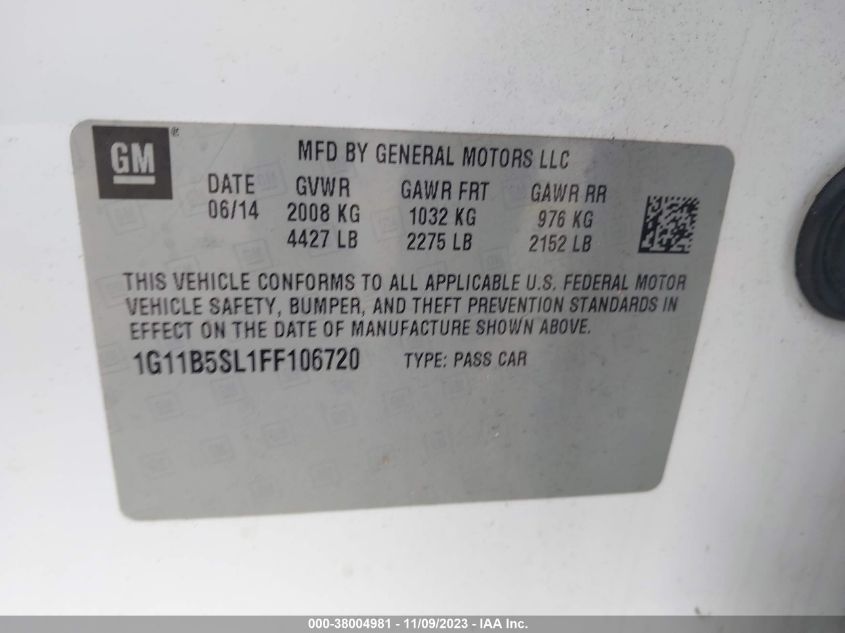 GM ®
MFD BY GENERAL MOTORS LLC
DATE GVWR GAWR FRT GAWR RR
06/14 2008 KG 1032 KG 976 KG
4427 LB 2275 LB 2152 LB
THIS VEHICLE CONFORMS TO ALL APPLICABLE U.S. FEDERAL MOTOR
VEHICLE SAFETY, BUMPER, AND THEFT PREVENTION STANDARDS IN
EFFECT ON THE DATE OF MANUFACTURE SHOWN ABOVE.
1G11B5SL1FF106720 TYPE: PASS CAR
000-38004981 - 11/09/2023 - IAA Inc.